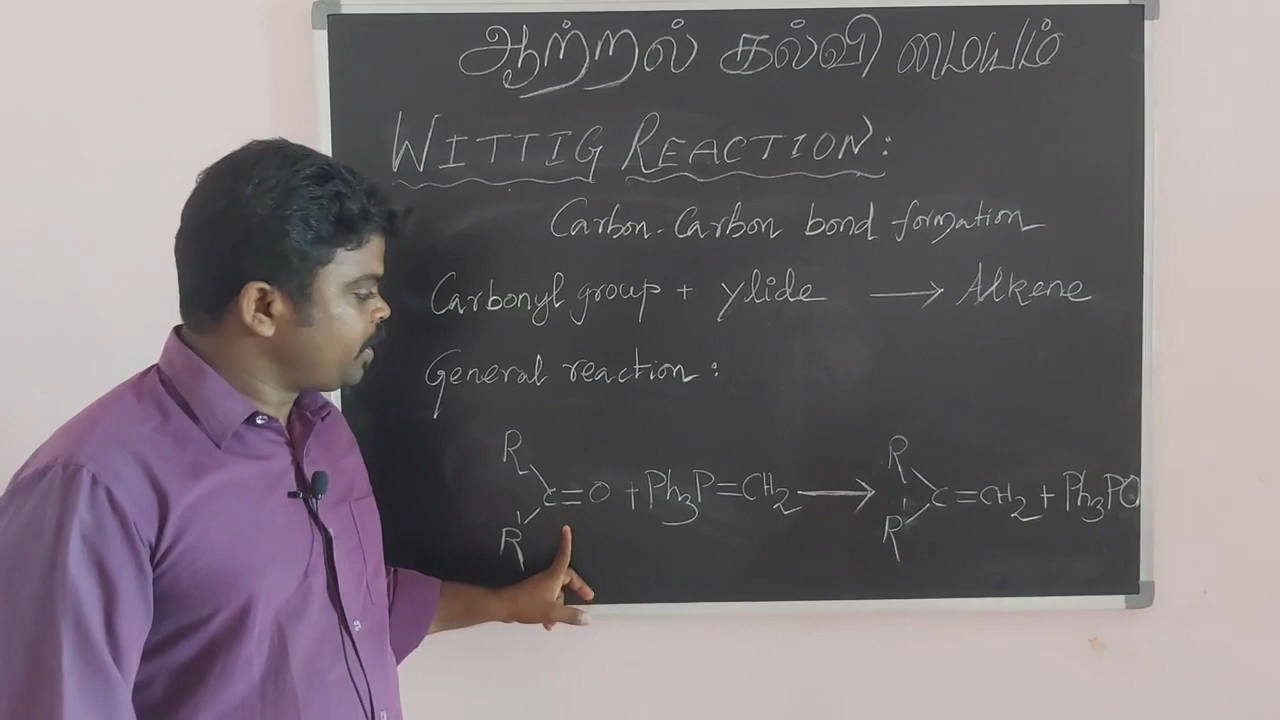 ஆற்றல் கல்வி மையம்
WITTIG REACTION:
Carbon-Carbon bond formation
Carbonyl group + ylide → Alkene
General reaction:
R R
C=O + Ph3P=CH2 → C=CH2 + Ph3PO
R' R'